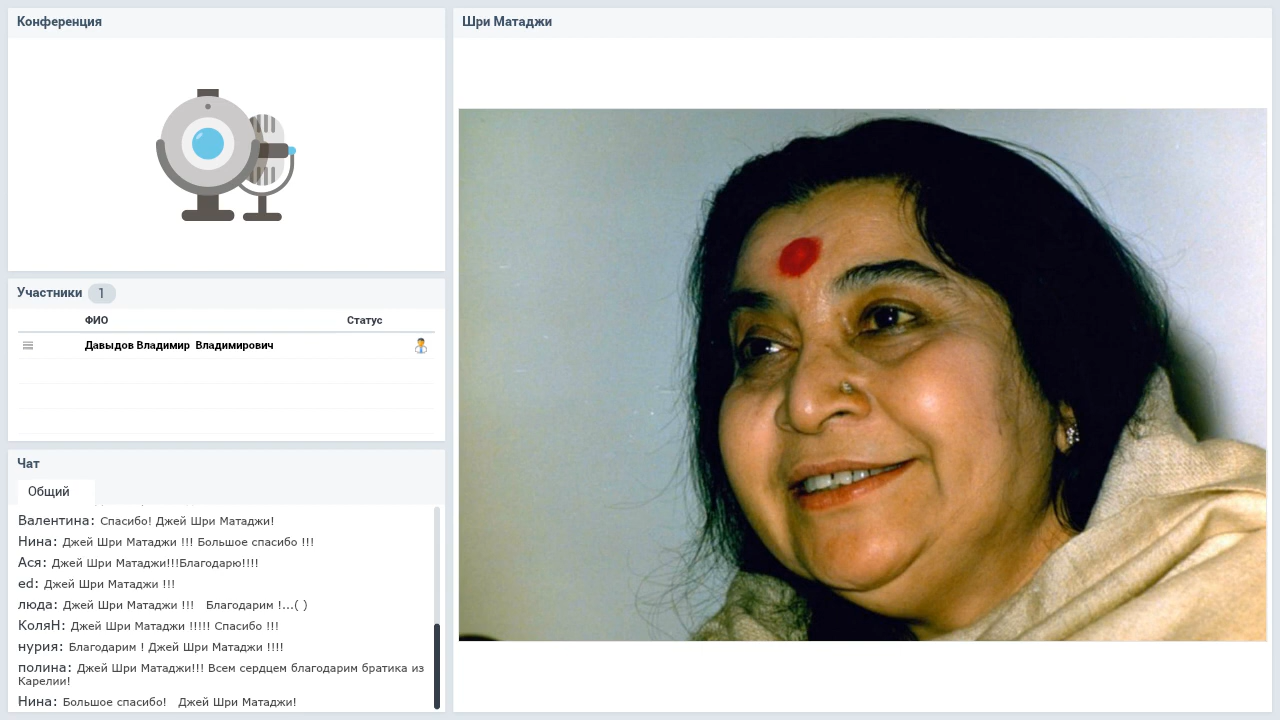 Конференция
Шри Матаджи
Участники 1
ФИО Статус
Давыдов Владимир Владимирович
Чат
Общий
Валентина: Спасибо! Джей Шри Матаджи!
Нина: Джей Шри Матаджи !!! Большое спасибо !!!
Ася: Джей Шри Матаджи!!!Благодарю!!!!
ed: Джей Шри Матаджи !!!
люда: Джей Шри Матаджи !!! Благодарим !...( )
КоляН: Джей Шри Матаджи !!!!! Спасибо !!!
нурия: Благодарим ! Джей Шри Матаджи !!!!
полина: Джей Шри Матаджи!!! Всем сердцем благодарим братика из
Карелии!
Нина: Большое спасибо! Джей Шри Матаджи!